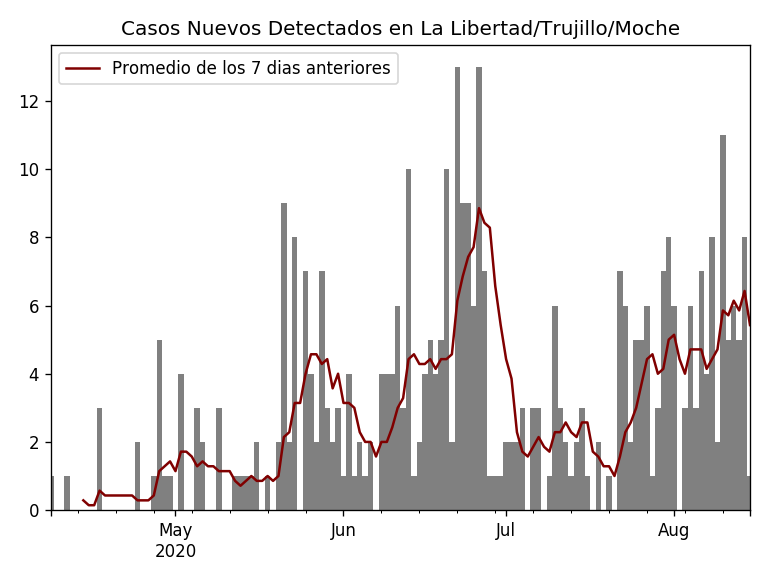 Casos Nuevos Detectados en La Libertad/Trujillo/Moche
Promedio de los 7 dias anteriores
12
10
8
6
4
2
0
May
2020
Jun
Jul
Aug